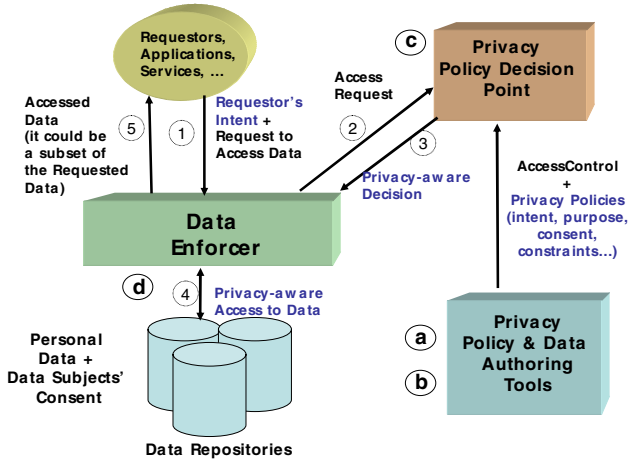 Requestors,
Applications,
Services, ...
c
Privacy
Policy Decision
Point
Access
Request
Accessed
Data
(it could be
a subset of
the Requested
Data)
5
1
Requestor's
Intent +
Request to
Access Data
2
3
Privacy-aware
Decision
AccessControl
+
Privacy Policies
(intent, purpose,
consent,
constraints...)
Data
Enforcer
d
4
Privacy-aware
Access to Data
Personal
Data +
Data Subjects'
Consent
Data Repositories
a
b
Privacy
Policy & Data
Authoring
Tools